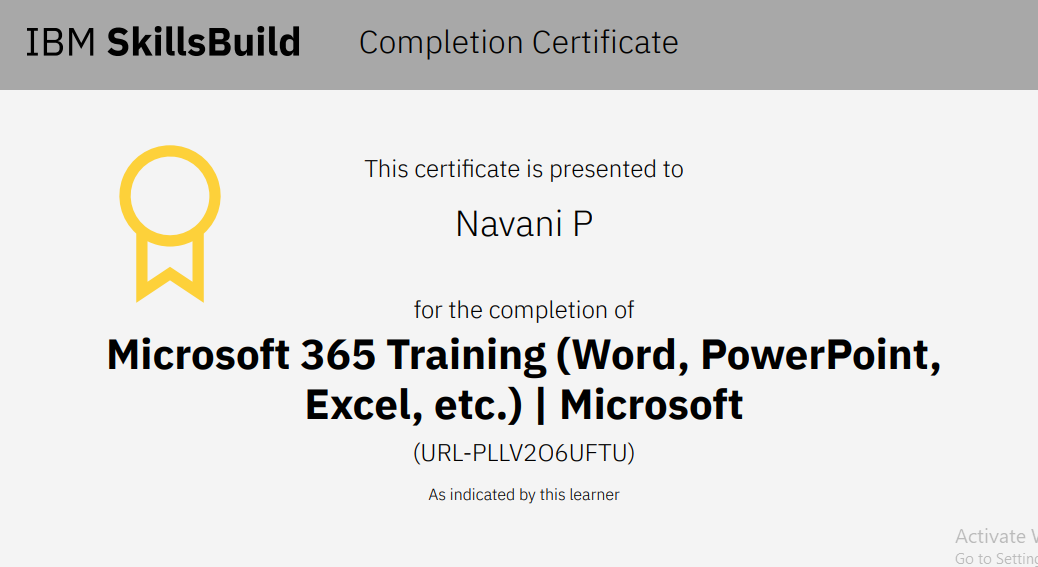 IBM SkillsBuild Completion Certificate
This certificate is presented to
Navani P
for the completion of
Microsoft 365 Training (Word, PowerPoint,
Excel, etc.) | Microsoft
(URL-PLLV2O6UFTU)
As indicated by this learner
Activate
Go to